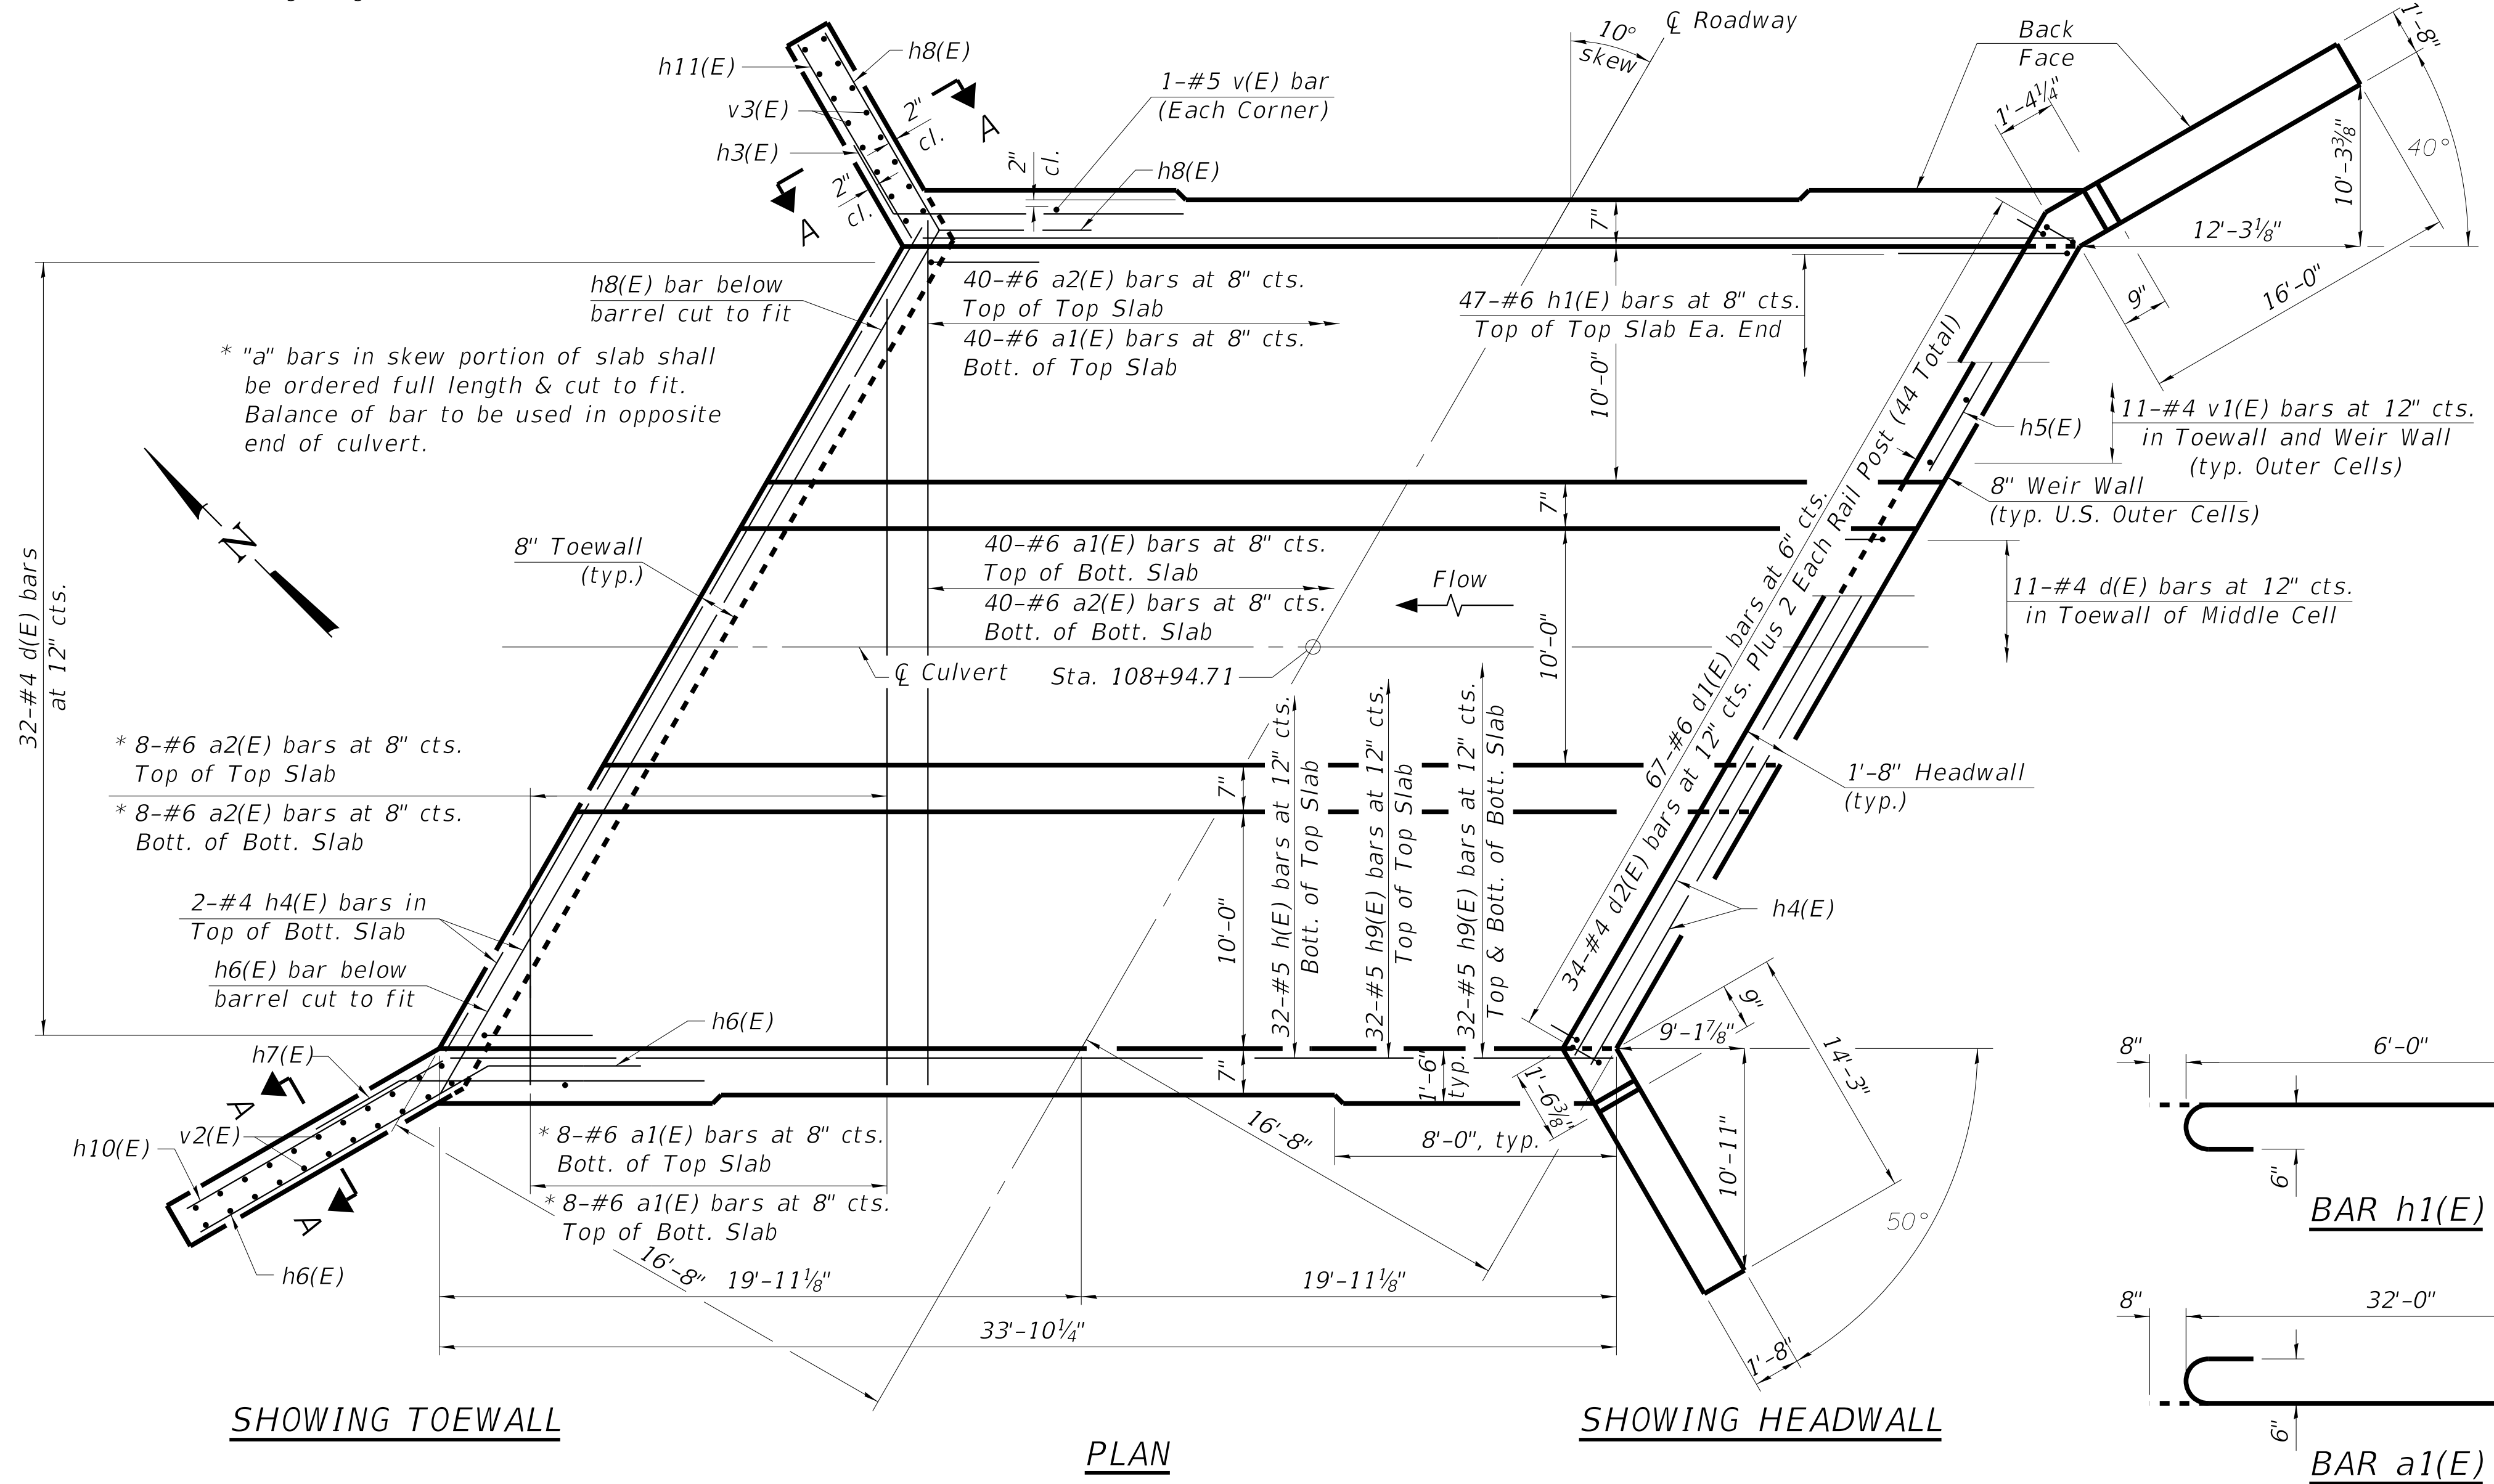 h11(E)
h8(E)
v3(E)
h3(E)
2" cl.
2" cl.
A
A
1-#5 v(E) bar
(Each Corner)
2" cl.
h8(E)
10°
skew
℄ Roadway
Back
Face
1'-8"
1'-4¼"
10'-3⅜"
40°
12'-3⅛"
9"
16'-0"
7"
h8(E) bar below
barrel cut to fit
40-#6 a2(E) bars at 8" cts.
Top of Top Slab
40-#6 a1(E) bars at 8" cts.
Bott. of Top Slab
47-#6 h1(E) bars at 8" cts.
Top of Top Slab Ea. End
10'-0"
* "a" bars in skew portion of slab shall
be ordered full length & cut to fit.
Balance of bar to be used in opposite
end of culvert.
11-#4 v1(E) bars at 12" cts.
in Toewall and Weir Wall
(typ. Outer Cells)
h5(E)
8" Weir Wall
(typ. U.S. Outer Cells)
N
7"
8" Toewall
(typ.)
40-#6 a1(E) bars at 8" cts.
Top of Bott. Slab
40-#6 a2(E) bars at 8" cts.
Bott. of Bott. Slab
Flow
11-#4 d(E) bars at 12" cts.
in Toewall of Middle Cell
32-#4 d(E) bars
at 12" cts.
10'-0"
℄ Culvert
Sta. 108+94.71
67-#6 d1(E) bars at 6" cts.
34-#4 d2(E) bars at 12" cts. Plus 2 Each Rail Post (44 Total)
* 8-#6 a2(E) bars at 8" cts.
Top of Top Slab
* 8-#6 a2(E) bars at 8" cts.
Bott. of Bott. Slab
7"
10'-0"
32-#5 h(E) bars at 12" cts.
Bott. of Top Slab
32-#5 h9(E) bars at 12" cts.
Top of Top Slab
32-#5 h9(E) bars at 12" cts.
Top & Bott. of Bott. Slab
1'-8" Headwall
(typ.)
h4(E)
2-#4 h4(E) bars in
Top of Bott. Slab
h6(E) bar below
barrel cut to fit
h6(E)
h7(E)
A
A
v2(E)
h10(E)
h6(E)
7"
1'-6"
typ.
1'-6⅜"
9'-1⅞"
9"
14'-3"
10'-11"
50°
1'-8"
16'-8"
8'-0", typ.
* 8-#6 a1(E) bars at 8" cts.
Bott. of Top Slab
* 8-#6 a1(E) bars at 8" cts.
Top of Bott. Slab
16'-8"
19'-11⅛"
19'-11⅛"
33'-10¼"
8"
6'-0"
6"
BAR h1(E)
8"
32'-0"
6"
BAR a1(E)
SHOWING TOEWALL
SHOWING HEADWALL
PLAN